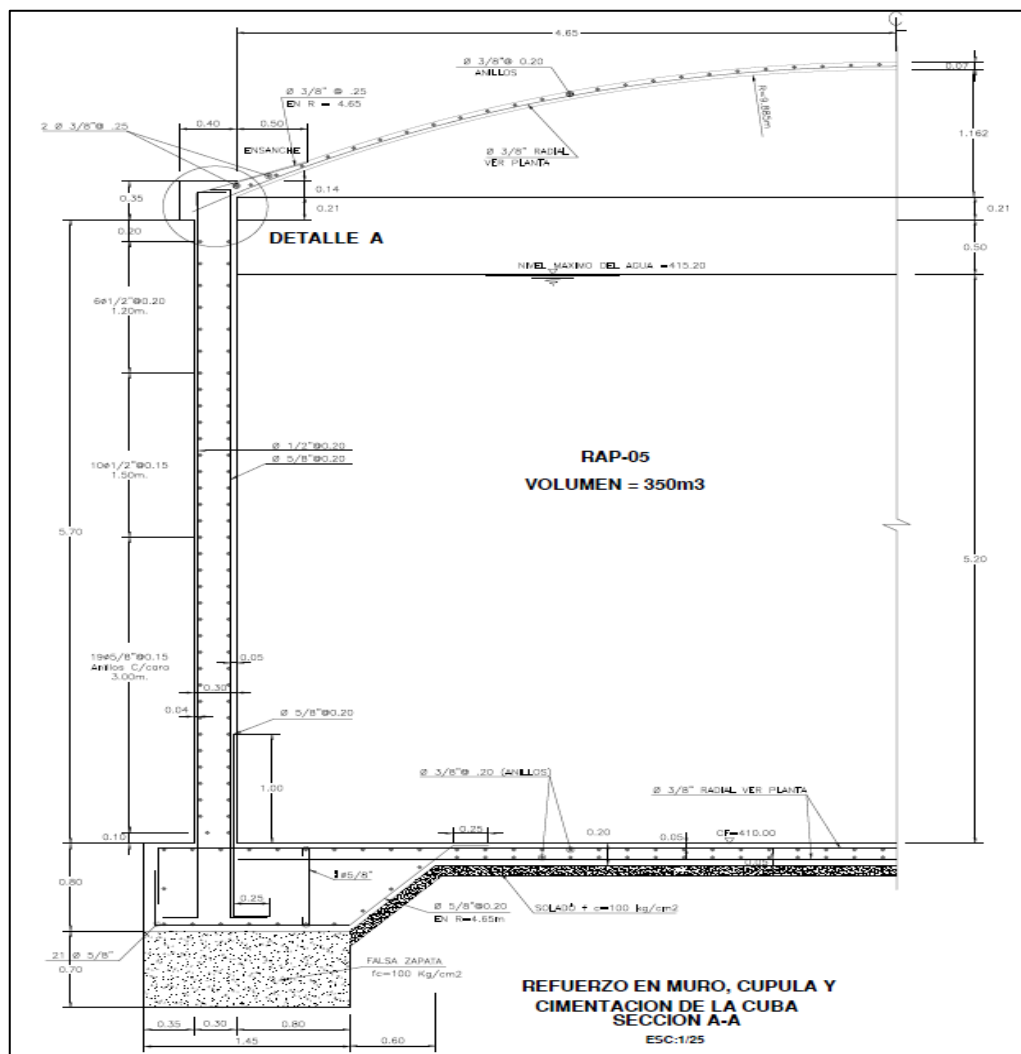 C
4.65
Ø 3/8"@ 0.20
ANILLOS
0.07
Ø 3/8" @ .25
EN R = 4.65
R=9.885m
2 Ø 3/8"@ .25
0.40
0.50
1.162
ENSANCHE
Ø 3/8" RADIAL
VER PLANTA
0.35
0.14
0.21
0.21
0.20
DETALLE A
0.50
NIVEL MAXIMO DEL AGUA =415.20
6ø1/2"@0.20
1.20m.
Ø 1/2"@0.20
Ø 5/8"@0.20
RAP-05
VOLUMEN = 350m3
10ø1/2"@0.15
1.50m.
5.70
5.20
19ø5/8"@0.15
Anillos C/cara
3.00m.
0.05
0.30
0.04
Ø 5/8"@0.20
1.00
Ø 3/8"@ .20 (ANILLOS)
Ø 3/8" RADIAL VER PLANTA
0.10
0.25
0.20
0.05
CF=410.00
0.05
0.80
ø5/8"
0.25
Ø 5/8"@0.20
EN R=4.65m
SOLADO f c=100 kg/cm2
21 Ø 5/8"
0.70
FALSA ZAPATA
fc=100 Kg/cm2
REFUERZO EN MURO, CUPULA Y
CIMENTACION DE LA CUBA
SECCION A-A
ESC:1/25
0.35
0.30
0.80
1.45
0.60